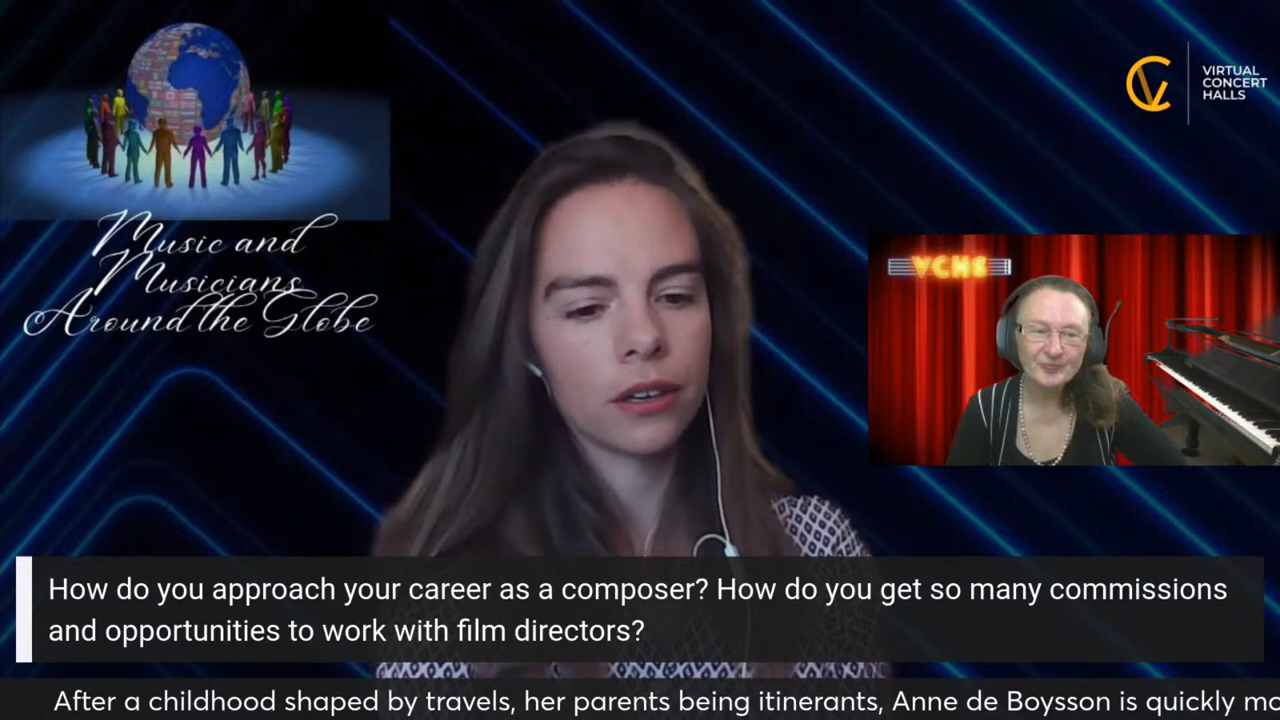 VIRTUAL
CONCERT
HALLS
Music and
Musicians
Around the Globe
VCHS
How do you approach your career as a composer? How do you get so many commissions
and opportunities to work with film directors?
After a childhood shaped by travels, her parents being itinerants, Anne de Boysson is quickly